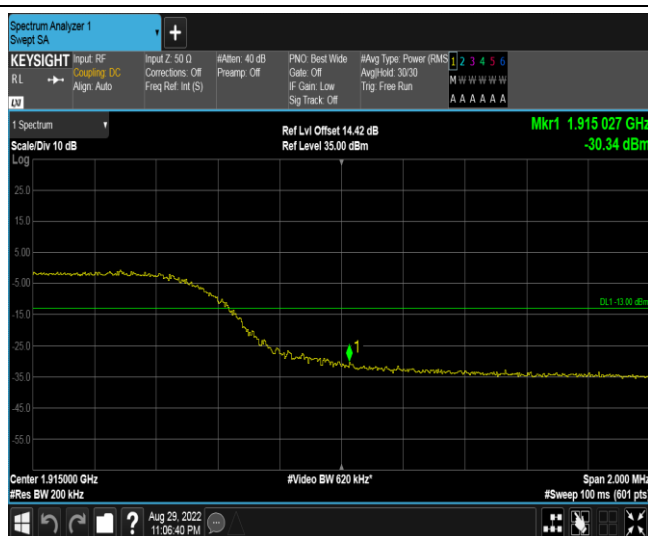 Spectrum Analyzer 1
Swept SA
+
KEYSIGHT
RL
Input: RF
Coupling: DC
Align: Auto
Input Z: 50 Ω
Corrections: Off
Freq Ref: Int (S)
#Atten: 40 dB
Preamp: Off
PNO: Best Wide
Gate: Off
IF Gain: Low
Sig Track: Off
#Avg Type: Power (RMS
Avg|Hold: 30/30
Trig: Free Run
1 2 3 4 5 6
M W W W W W
A A A A A A
LXI
1 Spectrum
Scale/Div 10 dB
Ref Lvl Offset 14.42 dB
Ref Level 35.00 dBm
Mkr1 1.915 027 GHz
-30.34 dBm
Log
25.0
15.0
5.00
-5.00
DL1 -13.00 dBm
-15.0
-25.0
1
-35.0
-45.0
-55.0
Center 1.915000 GHz
#Video BW 620 kHz*
Span 2.000 MHz
#Res BW 200 kHz
#Sweep 100 ms (601 pts)
?
Aug 29, 2022
11:06:40 PM